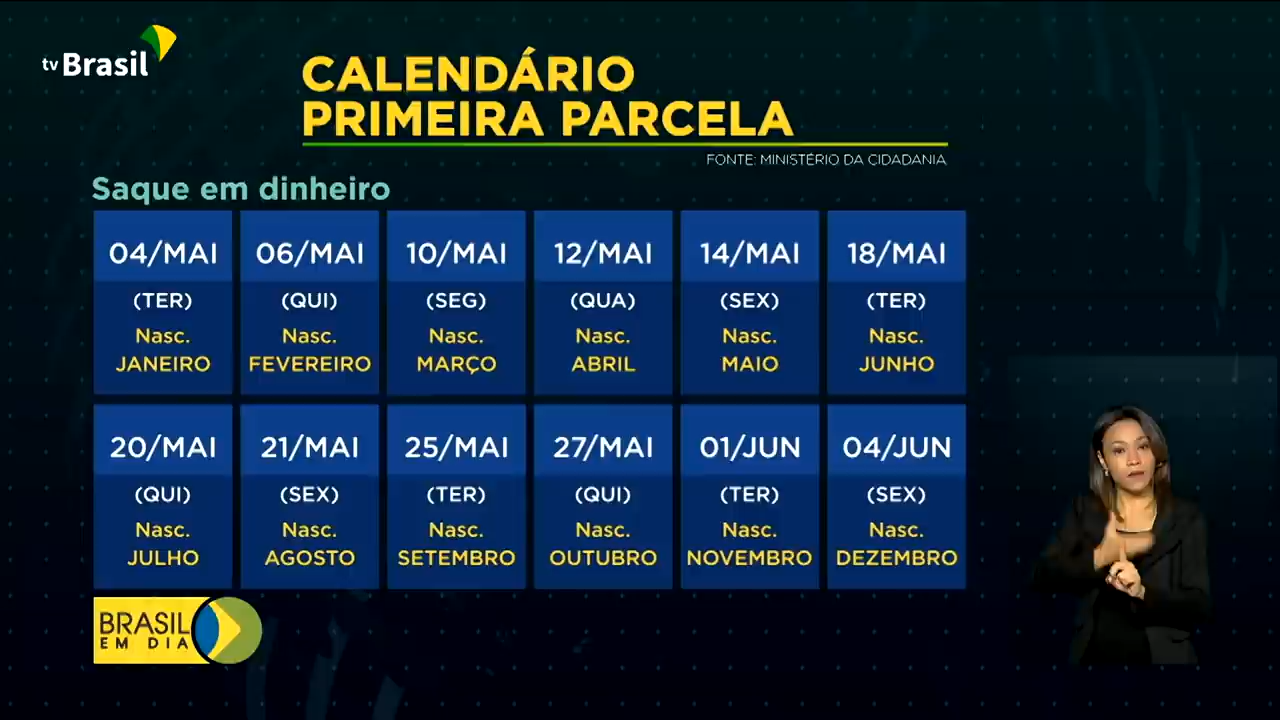 tv Brasil
CALENDÁRIO
PRIMEIRA PARCELA
FONTE: MINISTÉRIO DA CIDADANIA
Saque em dinheiro
04/MAI
(TER)
Nasc.
JANEIRO
06/MAI
(QUI)
Nasc.
FEVEREIRO
10/MAI
(SEG)
Nasc.
MARÇO
12/MAI
(QUA)
Nasc.
ABRIL
14/MAI
(SEX)
Nasc.
MAIO
18/MAI
(TER)
Nasc.
JUNHO
20/MAI
(QUI)
Nasc.
JULHO
21/MAI
(SEX)
Nasc.
AGOSTO
25/MAI
(TER)
Nasc.
SETEMBRO
27/MAI
(QUI)
Nasc.
OUTUBRO
01/JUN
(TER)
Nasc.
NOVEMBRO
04/JUN
(SEX)
Nasc.
DEZEMBRO
BRASIL
EM DIA